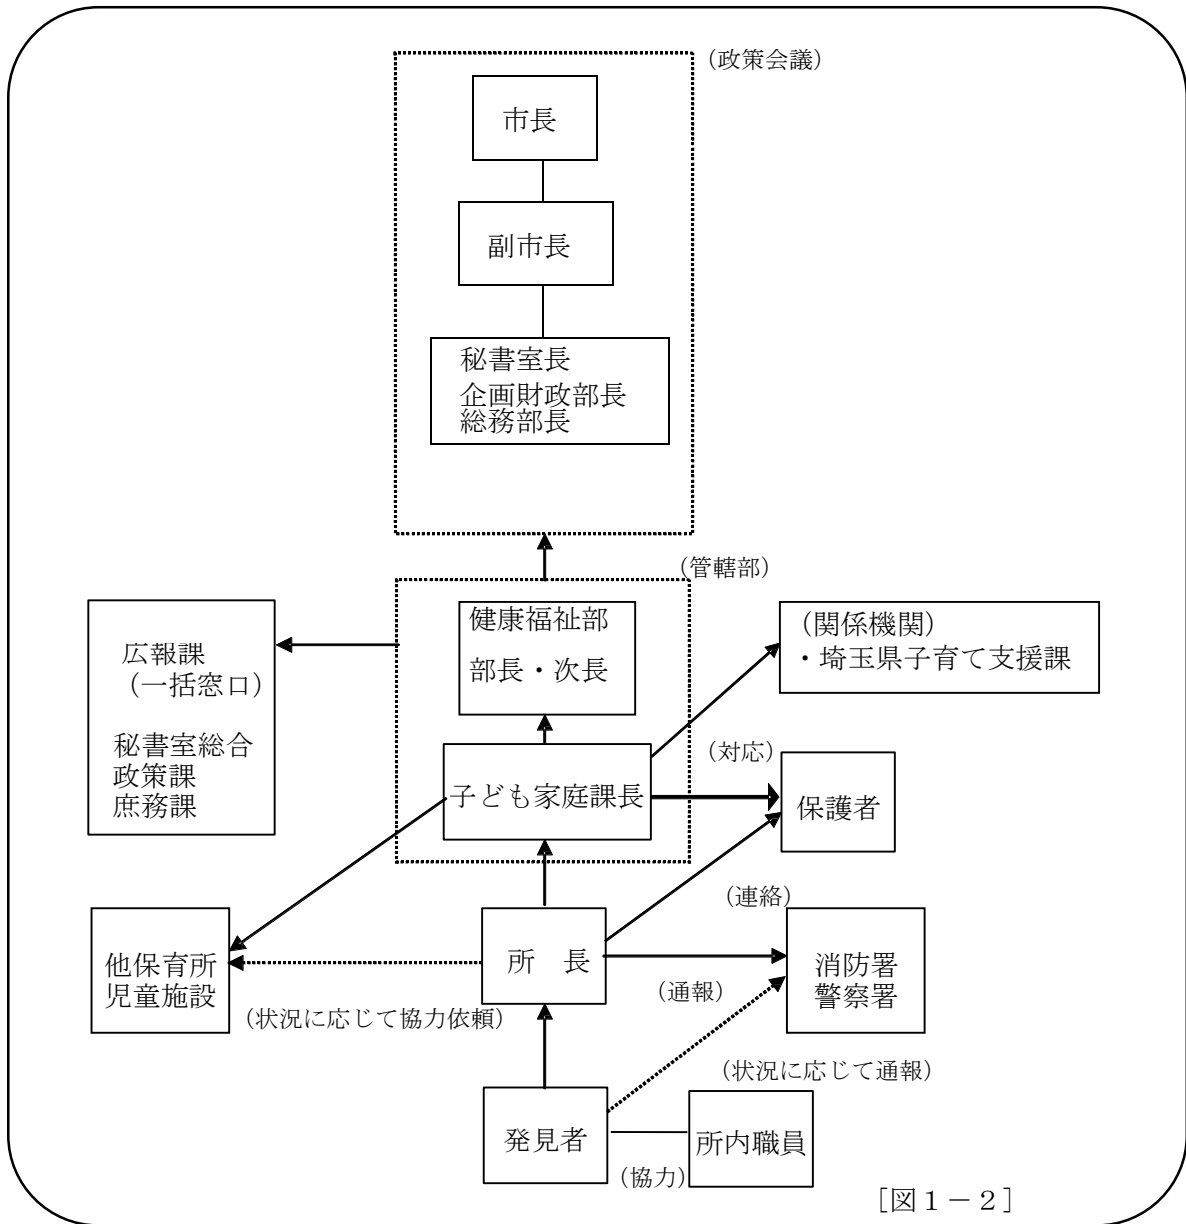 （政策会議）
市長
副市長
秘書室長
企画財政部長
総務部長
（管轄部）
健康福祉部
部長・次長
広報課
（一括窓口）
秘書室総合
政策課
庶務課
（関係機関）
・埼玉県子育て支援課
（対応）
子ども家庭課長
保護者
（連絡）
他保育所
児童施設
所　長
消防署
警察署
（通報）
（状況に応じて協力依頼）
（状況に応じて通報）
発見者
所内職員
（協力）
［図１－２］